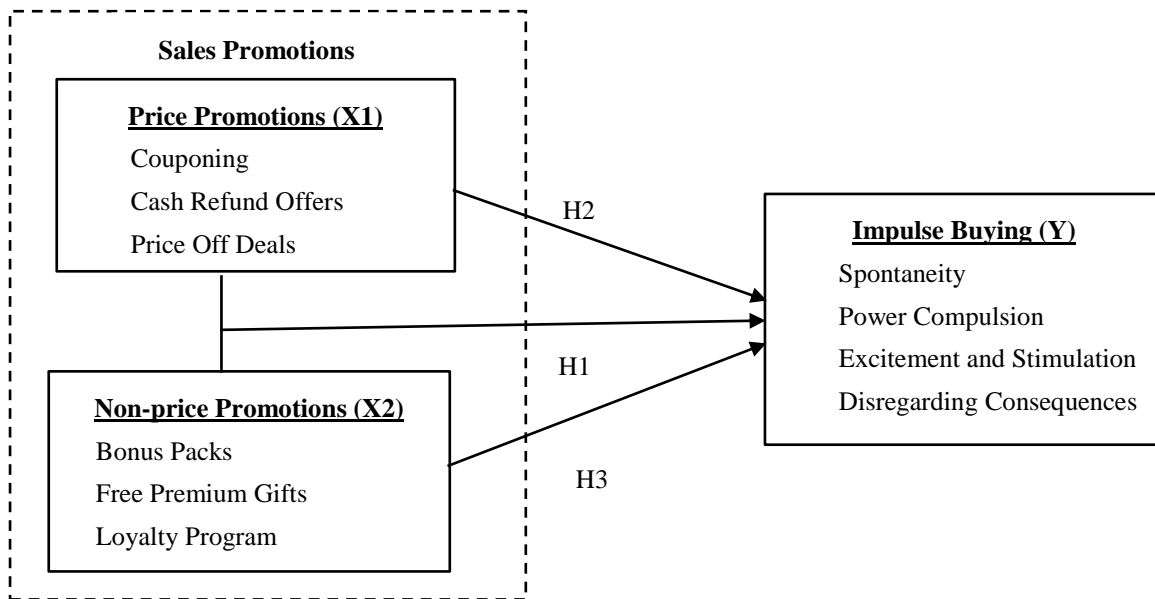 Sales Promotions
Price Promotions (X1)
Couponing
Cash Refund Offers
Price Off Deals
H2
Impulse Buying (Y)
Spontaneity
Power Compulsion
Excitement and Stimulation
Disregarding Consequences
H1
Non-price Promotions (X2)
Bonus Packs
Free Premium Gifts
Loyalty Program
H3